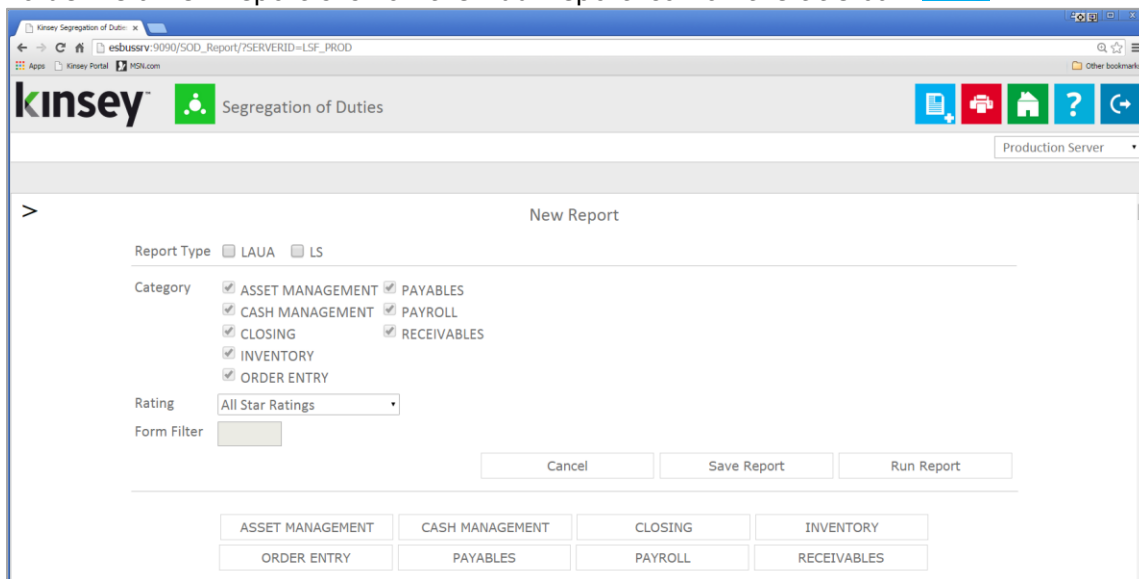 Kinsey Segregation of Dutie: x
esbussrv:9090/SOD_Report/?SERVERID=LSF_PROD
Apps Kinsey Portal MSN.com Other bookmark
kinsey Segregation of Duties ?
Production Server
> New Report
Report Type LAUA LS
Category ASSET MANAGEMENT PAYABLES
CASH MANAGEMENT PAYROLL
CLOSING RECEIVABLES
INVENTORY
ORDER ENTRY
Rating All Star Ratings
Form Filter
Cancel Save Report Run Report
ASSET MANAGEMENT CASH MANAGEMENT CLOSING INVENTORY
ORDER ENTRY PAYABLES PAYROLL RECEIVABLES